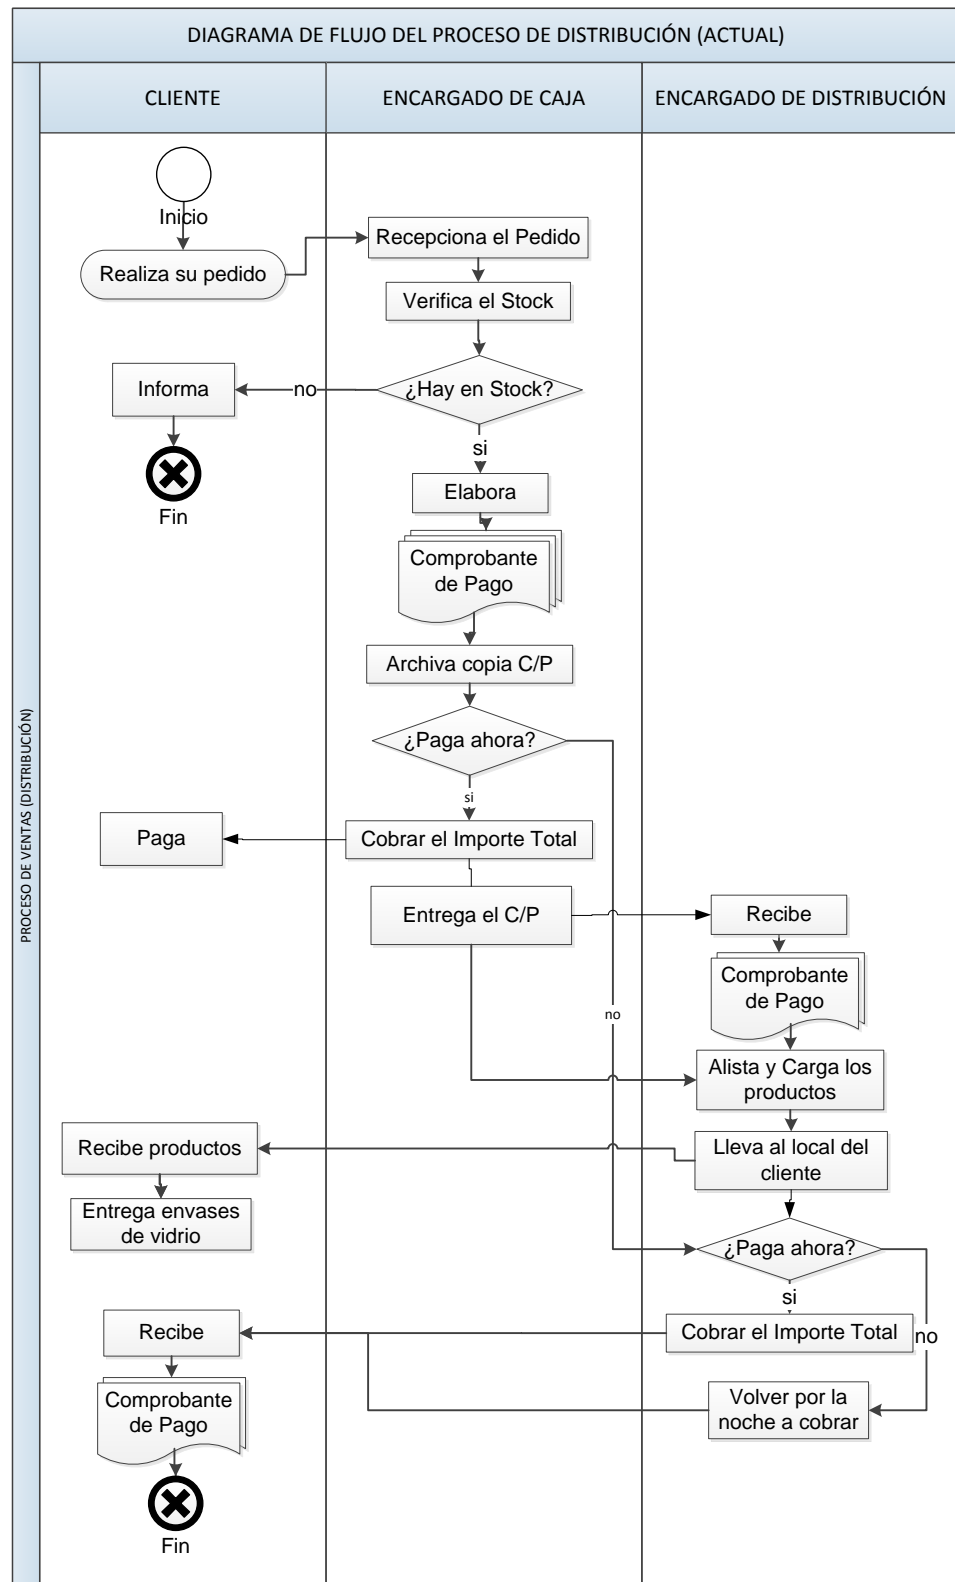 DIAGRAMA DE FLUJO DEL PROCESO DE DISTRIBUCIÓN (ACTUAL)
PROCESO DE VENTAS (DISTRIBUCIÓN)
CLIENTE
ENCARGADO DE CAJA
ENCARGADO DE DISTRIBUCIÓN
Inicio
Realiza su pedido
Recepciona el Pedido
Verifica el Stock
¿Hay en Stock?
no
Informa
Fin
si
Elabora
Comprobante
de Pago
Archiva copia C/P
¿Paga ahora?
si
Cobrar el Importe Total
Paga
Entrega el C/P
Recibe
Comprobante
de Pago
no
Alista y Carga los
productos
Lleva al local del
cliente
Recibe productos
Entrega envases
de vidrio
¿Paga ahora?
si
Cobrar el Importe Total
no
Volver por la
noche a cobrar
Recibe
Comprobante
de Pago
Fin